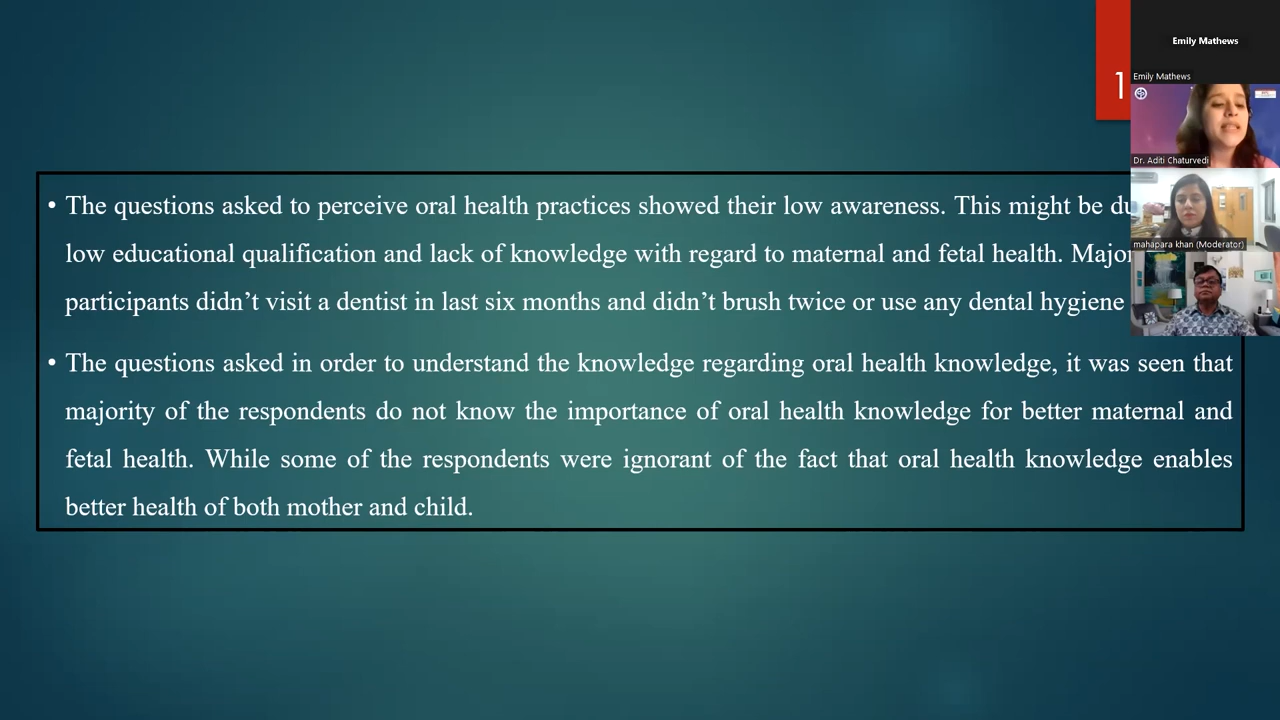 • The questions asked to perceive oral health practices showed their low awareness. This might be
low educational qualification and lack of knowledge with regard to maternal and fetal health.
participants didn’t visit a dentist in last six months and didn’t brush twice or use any dental hygiene
• The questions asked in order to understand the knowledge regarding oral health knowledge, it was seen that
majority of the respondents do not know the importance of oral health knowledge for better maternal and
fetal health. While some of the respondents were ignorant of the fact that oral health knowledge enables
better health of both mother and child.
1
Emily Mathews
Emily Mathews
Dr. Aditi Chaturvedi
mahapara khan (Moderator)